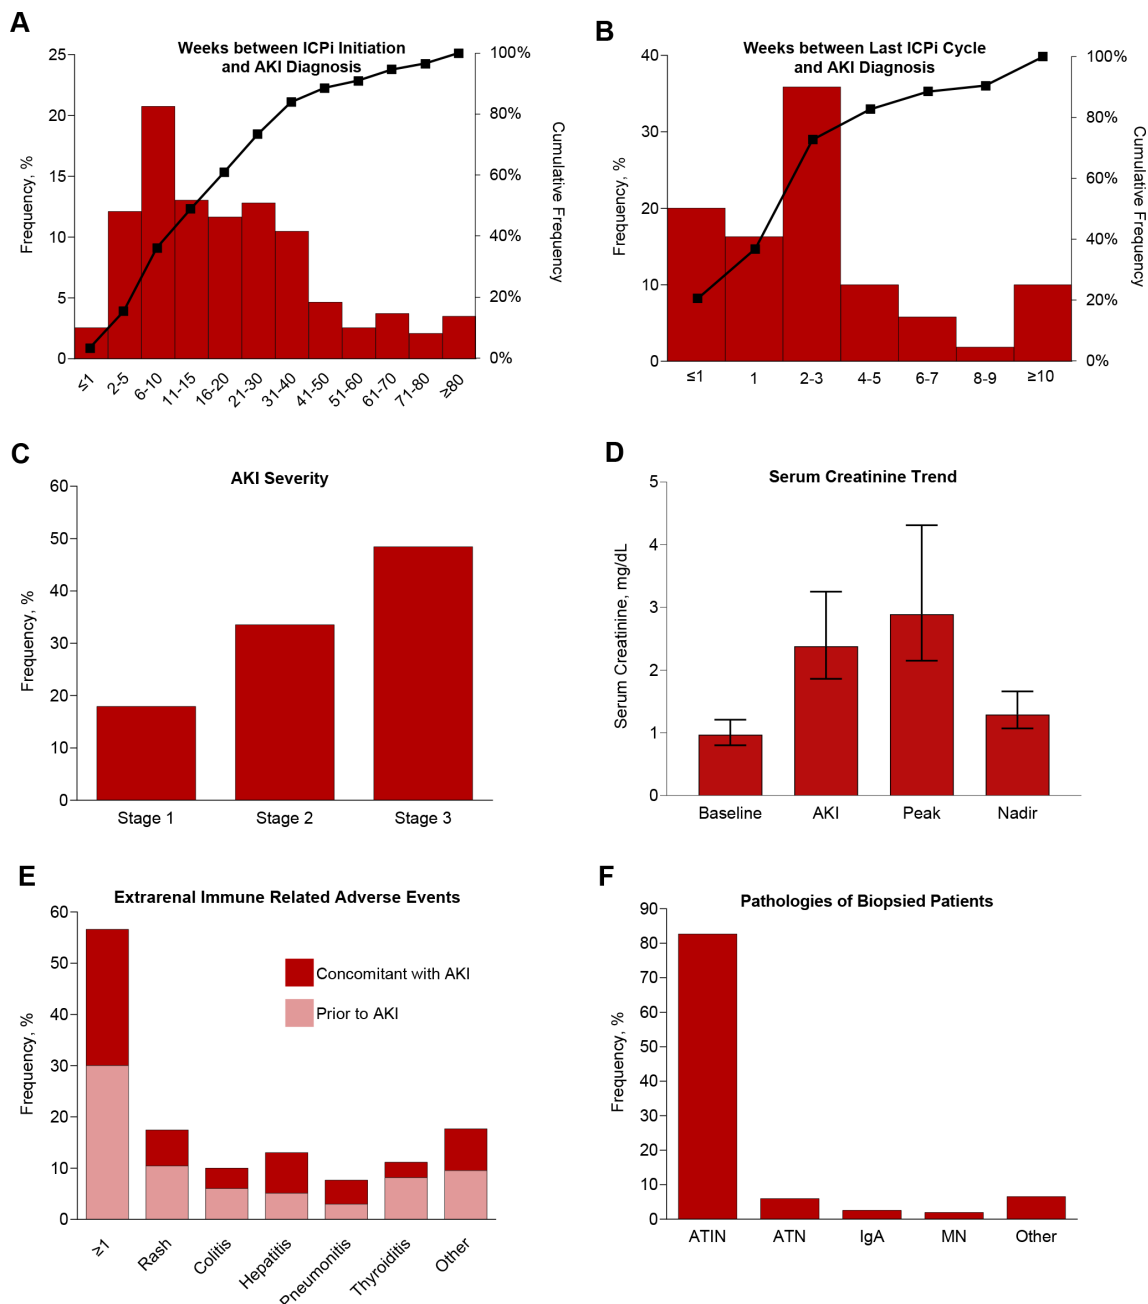 A
Weeks between ICPi Initiation
and AKI Diagnosis
Frequency, %
25
20
15
10
5
0
100%
80%
60%
40%
20%
0%
Cumulative Frequency
≤1
2-5
6-10
11-15
16-20
21-30
31-40
41-50
51-60
61-70
71-80
≥80
B
Weeks between Last ICPi Cycle
and AKI Diagnosis
Frequency, %
40
30
20
10
0
100%
80%
60%
40%
20%
0%
Cumulative Frequency
≤1
1
2-3
4-5
6-7
8-9
≥10
C
AKI Severity
Frequency, %
60
50
40
30
20
10
0
Stage 1
Stage 2
Stage 3
D
Serum Creatinine Trend
Serum Creatinine, mg/dL
5
4
3
2
1
0
Baseline
AKI
Peak
Nadir
E
Extrarenal Immune Related Adverse Events
Frequency, %
60
50
40
30
20
10
0
Concomitant with AKI
Prior to AKI
≥1
Rash
Colitis
Hepatitis
Pneumonitis
Thyroiditis
Other
F
Pathologies of Biopsied Patients
Frequency, %
90
80
70
60
50
40
30
20
10
0
ATIN
ATN
IgA
MN
Other